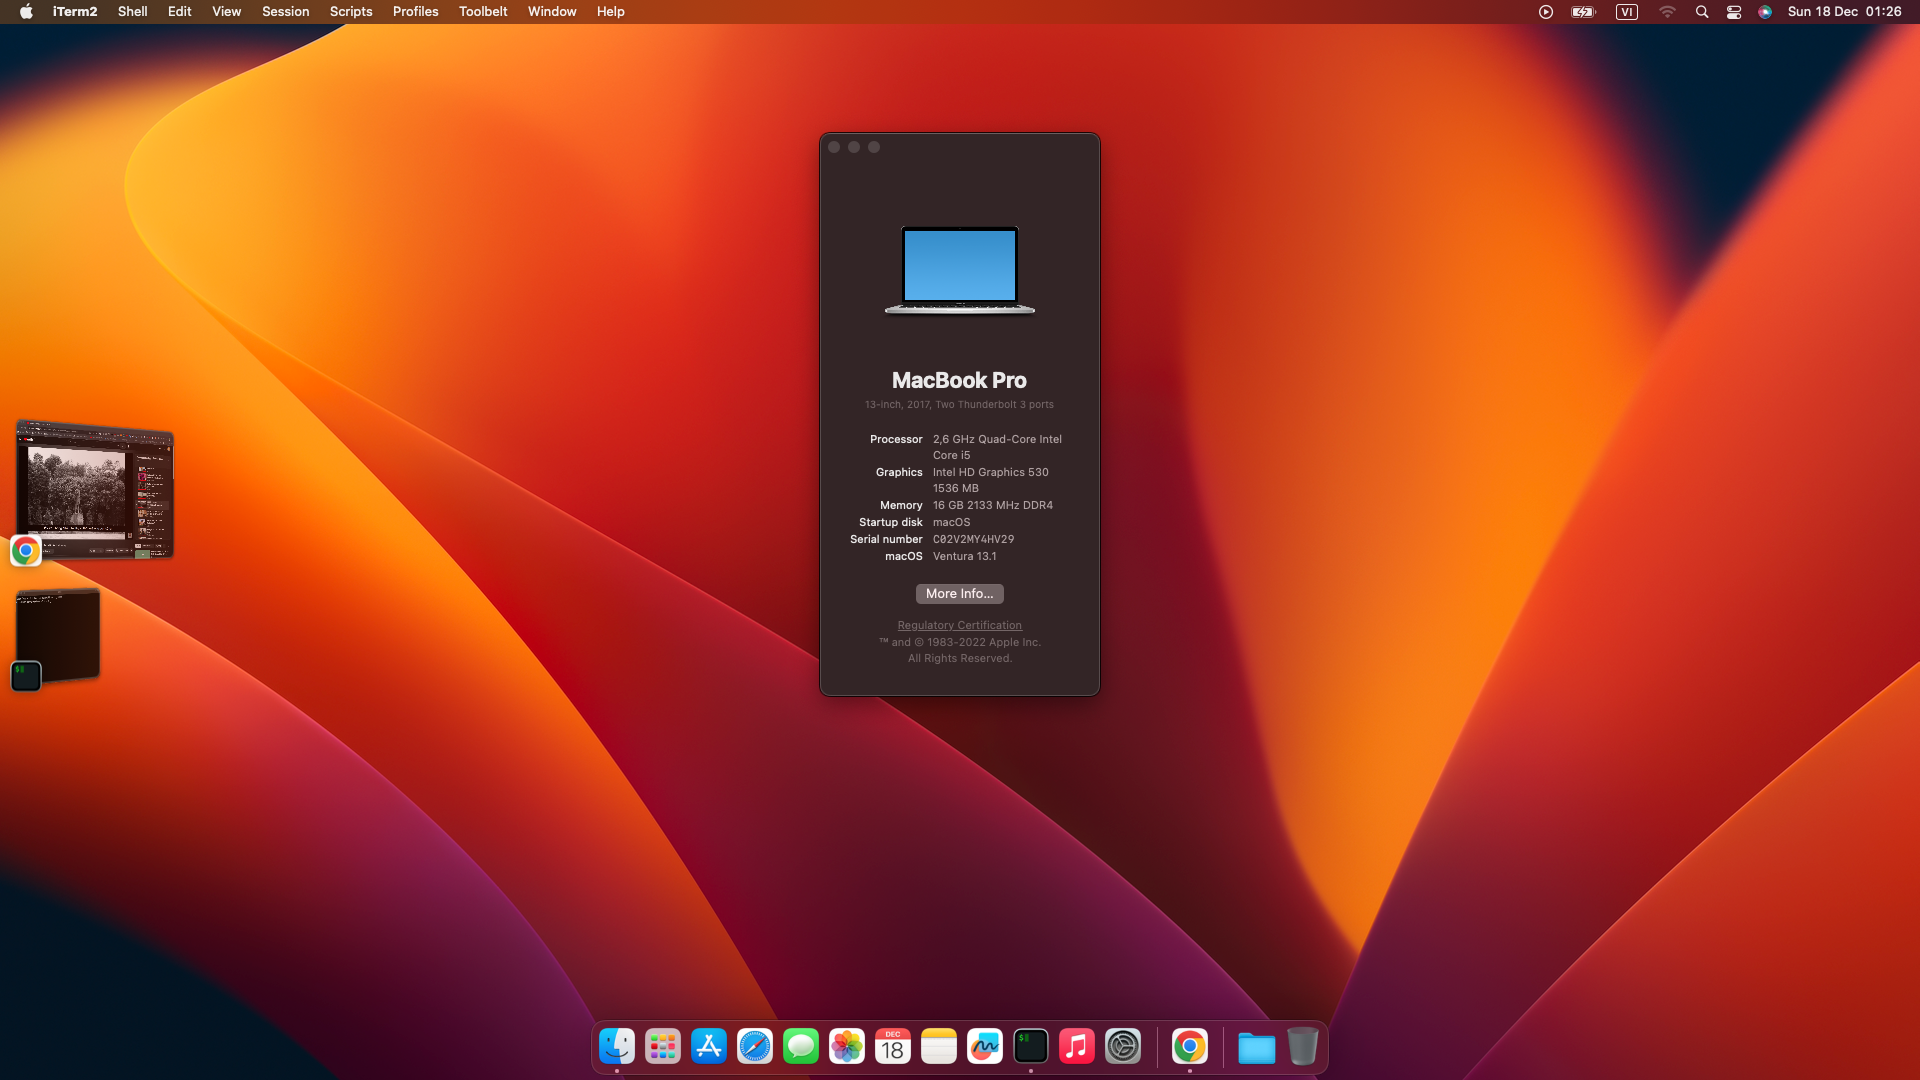 iTerm2 Shell Edit View Session Scripts Profiles Toolbelt Window Help VI Sun 18 Dec 01:26
MacBook Pro
13-inch, 2017, Two Thunderbolt 3 ports
Processor 2,6 GHz Quad-Core Intel
Core i5
Graphics Intel HD Graphics 530
1536 MB
Memory 16 GB 2133 MHz DDR4
Startup disk macOS
Serial number C02V2MY4HV29
macOS Ventura 13.1
More Info...
Regulatory Certification
™ and © 1983-2022 Apple Inc.
All Rights Reserved.
$
DEC
18
$